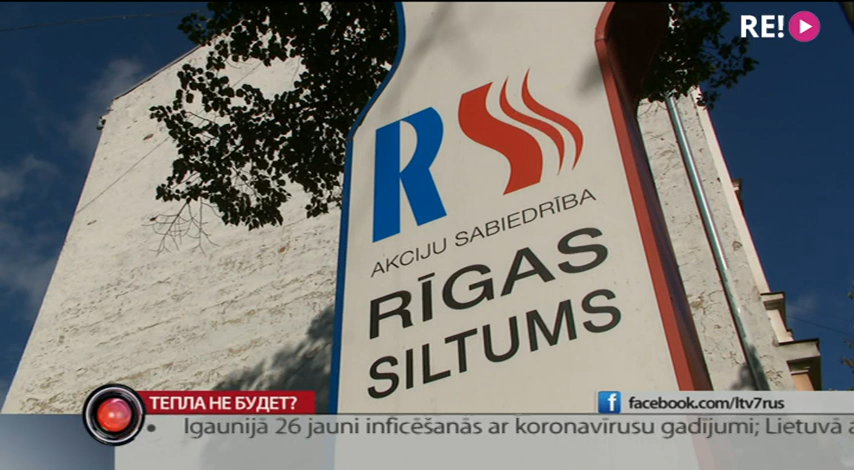 RE!
RS
AKCIJU SABIEDRĪBA
RĪGAS
SILTUMS
ТЕПЛА НЕ БУДЕТ?
facebook.com/ltv7rus
• Igaunijā 26 jauni inficēšanās ar koronavīrusu gadījumi; Lietuvā